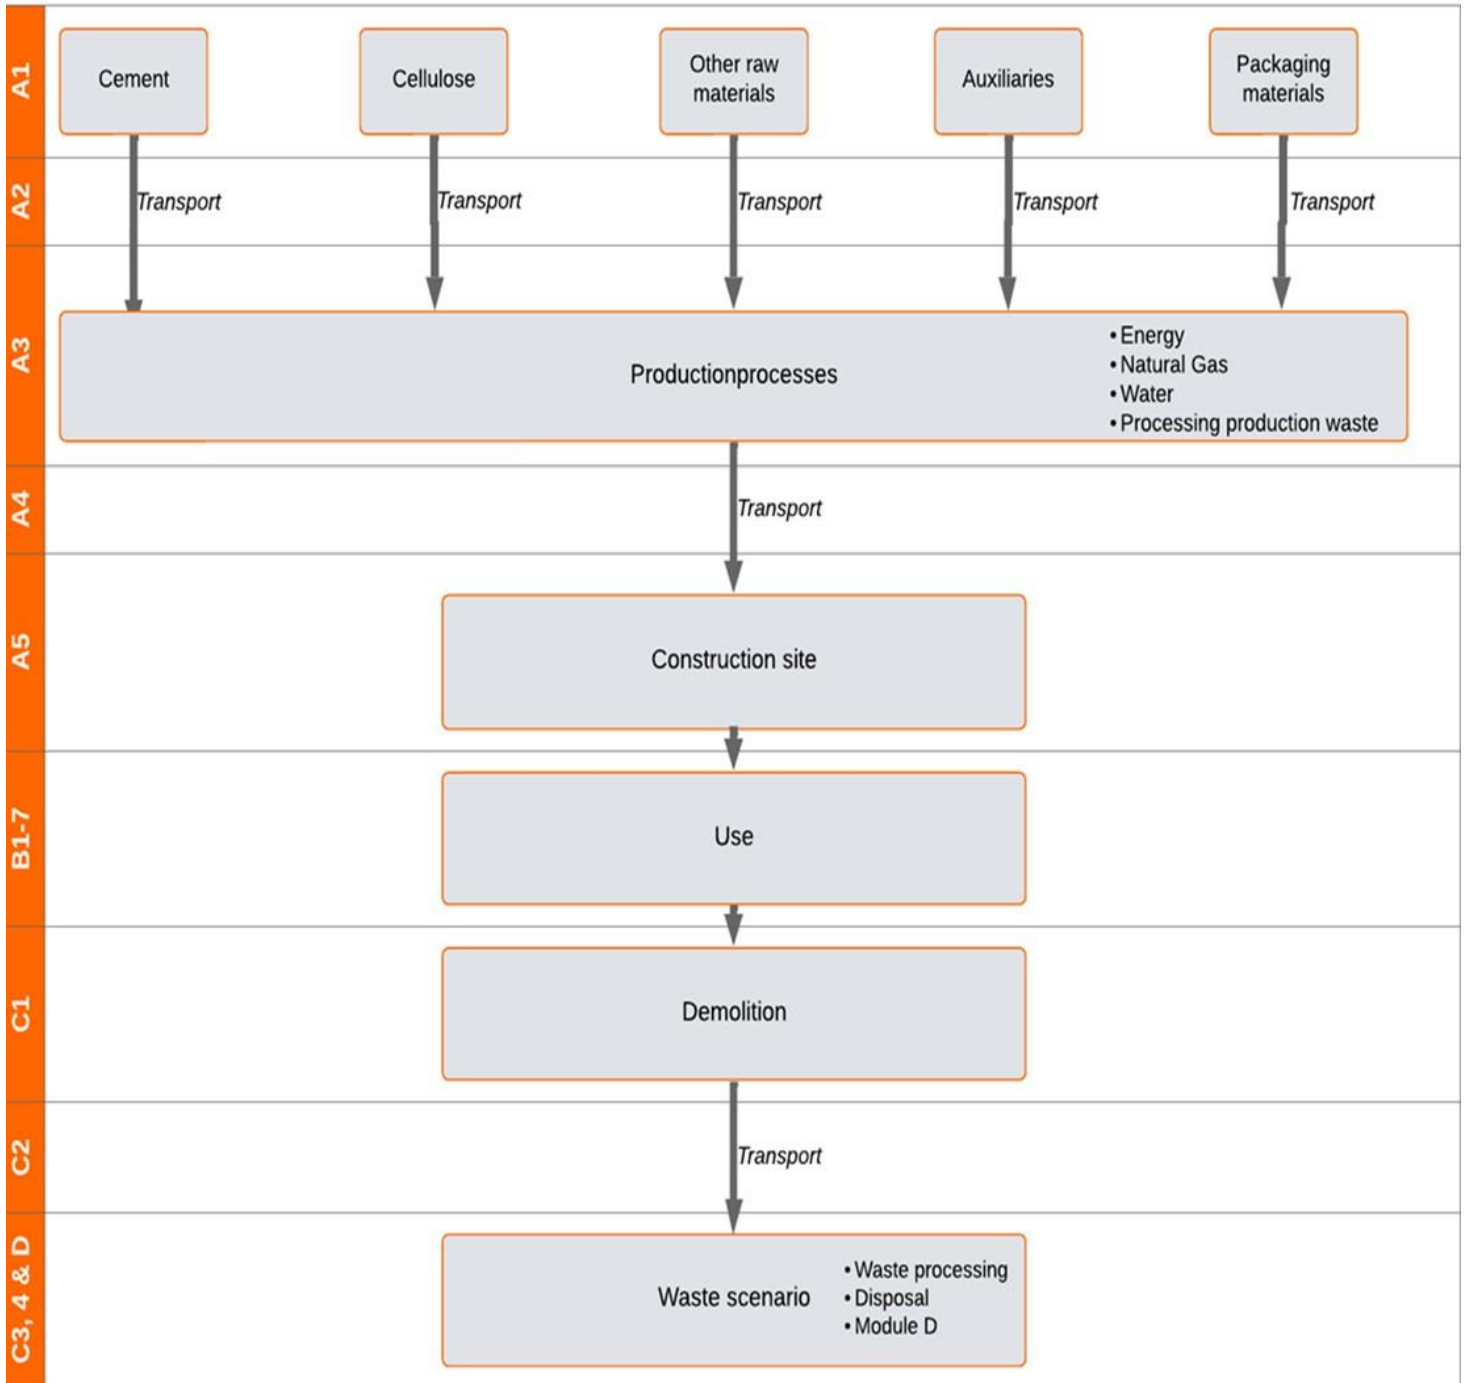 A1
Cement
Cellulose
Other raw
materials
Auxiliaries
Packaging
materials
A2
Transport
Transport
Transport
Transport
Transport
A3
Productionprocesses
• Energy
• Natural Gas
• Water
• Processing production waste
A4
Transport
A5
Construction site
B1-7
Use
C1
Demolition
C2
Transport
C3, 4 & D
Waste scenario
• Waste processing
• Disposal
• Module D